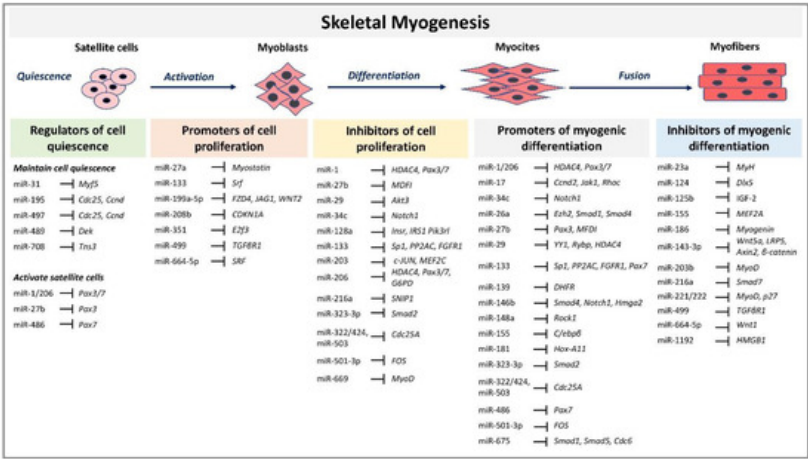 Skeletal Myogenesis
Satellite cells
Myoblasts
Myocites
Myofibers
Quiescence
Activation
Differentiation
Fusion
Regulators of cell
quiescence
Maintain cell quiescence
miR-31 Myf5
miR-195 Cdc25, Ccnd
miR-497 Cdc25, Ccnd
miR-489 Dek
miR-708 Tns3
Activate satellite cells
miR-1/206 Pax3/7
miR-27b Pax3
miR-486 Pax7
Promoters of cell
proliferation
miR-27a Myostatin
miR-133 Srf
miR-199a-5p FZD4, JAG1, WNT2
miR-208b CDKN1A
miR-351 E2f3
miR-499 TGFBR1
miR-664-5p SRF
Inhibitors of cell
proliferation
miR-1 HDAC4, Pax3/7
miR-27b MDFI
miR-29 Akt3
miR-34c Notch1
miR-128a Insr, IRS1 Pik3rl
miR-133 Sp1, PP2AC, FGFR1
miR-203 c-JUN, MEF2C
miR-206 HDAC4, Pax3/7,
G6PD
miR-216a SNIP1
miR-323-3p Smad2
miR-322/424,
miR-503 Cdc25A
miR-501-3p FOS
miR-669 MyoD
Promoters of myogenic
differentiation
miR-1/206 HDAC4, Pax3/7
miR-17 Ccnd2, Jak1, Rhoc
miR-34c Notch1
miR-26a Ezh2, Smad1, Smad4
miR-27b Pax3, MFDI
miR-29 YY1, Rybp, HDAC4
miR-133 Sp1, PP2AC, FGFR1, Pax7
miR-139 DHFR
miR-146b Smad4, Notch1, Hmga2
miR-148a Rock1
miR-155 C/ebpβ
miR-181 Hox-A11
miR-323-3p Smad2
miR-322/424,
miR-503 Cdc25A
miR-486 Pax7
miR-501-3p FOS
miR-675 Smad1, Smad5, Cdc6
Inhibitors of myogenic
differentiation
miR-23a MyH
miR-124 Dlx5
miR-125b IGF-2
miR-155 MEF2A
miR-186 Myogenin
miR-143-3p Wnt5a, LRP5,
Axin2, β-catenin
miR-203b MyoD
miR-216a Smad7
miR-221/222 MyoD, p27
miR-499 TGFβR1
miR-664-5p Wnt1
miR-1192 HMGB1